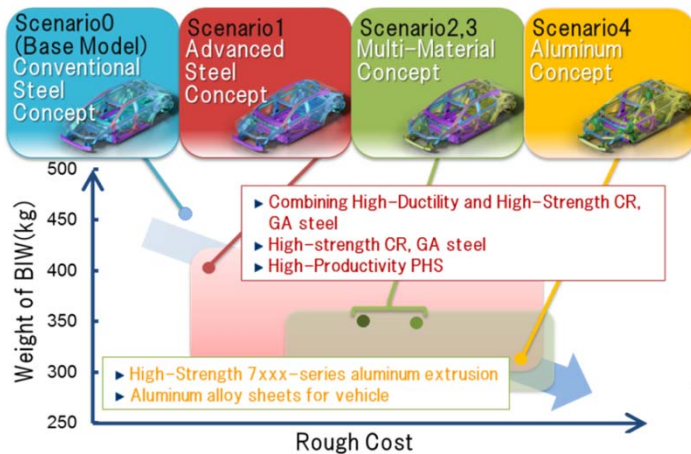 Scenario0
(Base Model)
Conventional
Steel
Concept
Scenario1
Advanced
Steel
Concept
Scenario2,3
Multi-Material
Concept
Scenario4
Aluminum
Concept
Weight of BIW(kg)
500
450
400
350
300
250
▶ Combining High-Ductility and High-Strength CR,
GA steel
▶ High-strength CR, GA steel
▶ High-Productivity PHS
▶ High-Strength 7xxx-series aluminum extrusion
▶ Aluminum alloy sheets for vehicle
Rough Cost